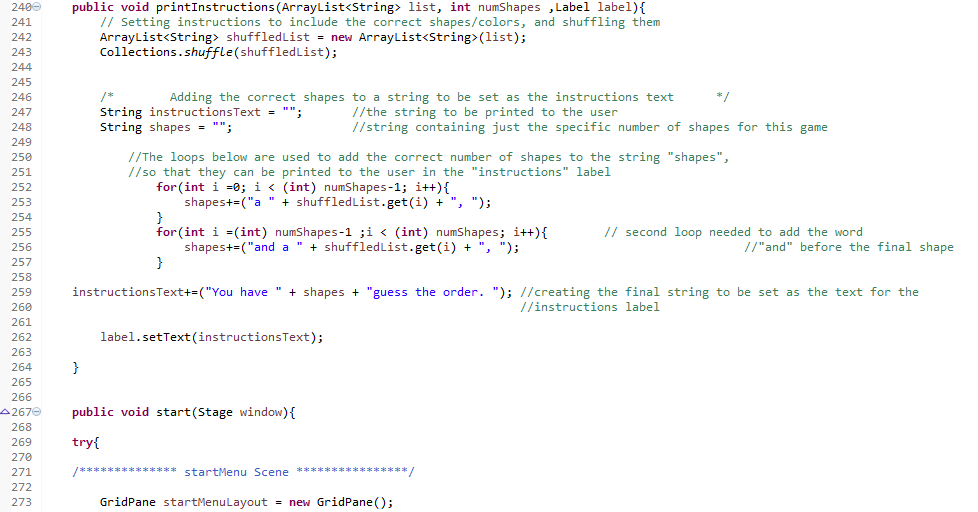 240 public void printInstructions(ArrayList<String> list, int numShapes ,Label label){
241 // Setting instructions to include the correct shapes/colors, and shuffling them
242 ArrayList<String> shuffledList = new ArrayList<String>(list);
243 Collections.shuffle(shuffledList);
244
245
246 /* Adding the correct shapes to a string to be set as the instructions text */
247 String instructionsText = ""; //the string to be printed to the user
248 String shapes = ""; //string containing just the specific number of shapes for this game
249
250 //The loops below are used to add the correct number of shapes to the string "shapes",
251 //so that they can be printed to the user in the "instructions" label
252 for(int i =0; i < (int) numShapes-1; i++){
253 shapes+=("a " + shuffledList.get(i) + ", ");
254 }
255 for(int i =(int) numShapes-1 ;i < (int) numShapes; i++){ // second loop needed to add the word
256 shapes+=("and a " + shuffledList.get(i) + ", "); //"and" before the final shape
257 }
258
259 instructionsText+=("You have " + shapes + "guess the order. "); //creating the final string to be set as the text for the
260 //instructions label
261
262 label.setText(instructionsText);
263
264 }
265
266
267 public void start(Stage window){
268
269 try{
270
271 /************** startMenu Scene ****************/
272
273 GridPane startMenuLayout = new GridPane();